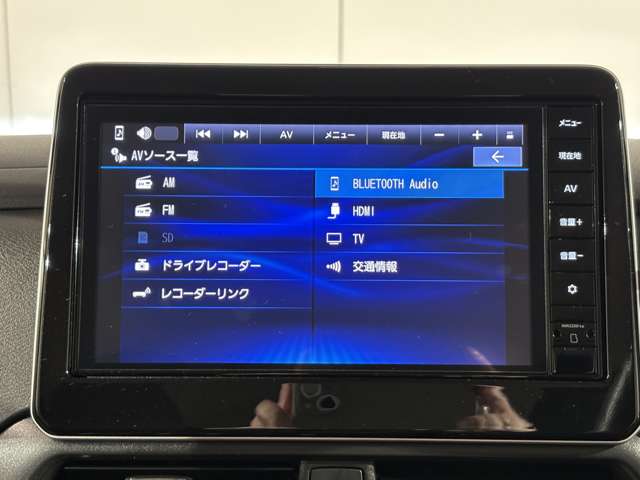 AV メニュー 現在地 − +
AVソース一覧
AM
FM
SD
ドライブレコーダー
レコーダーリンク
BLUETOOTH Audio
HDMI
TV
交通情報
メニュー
現在地
AV
音量+
音量−